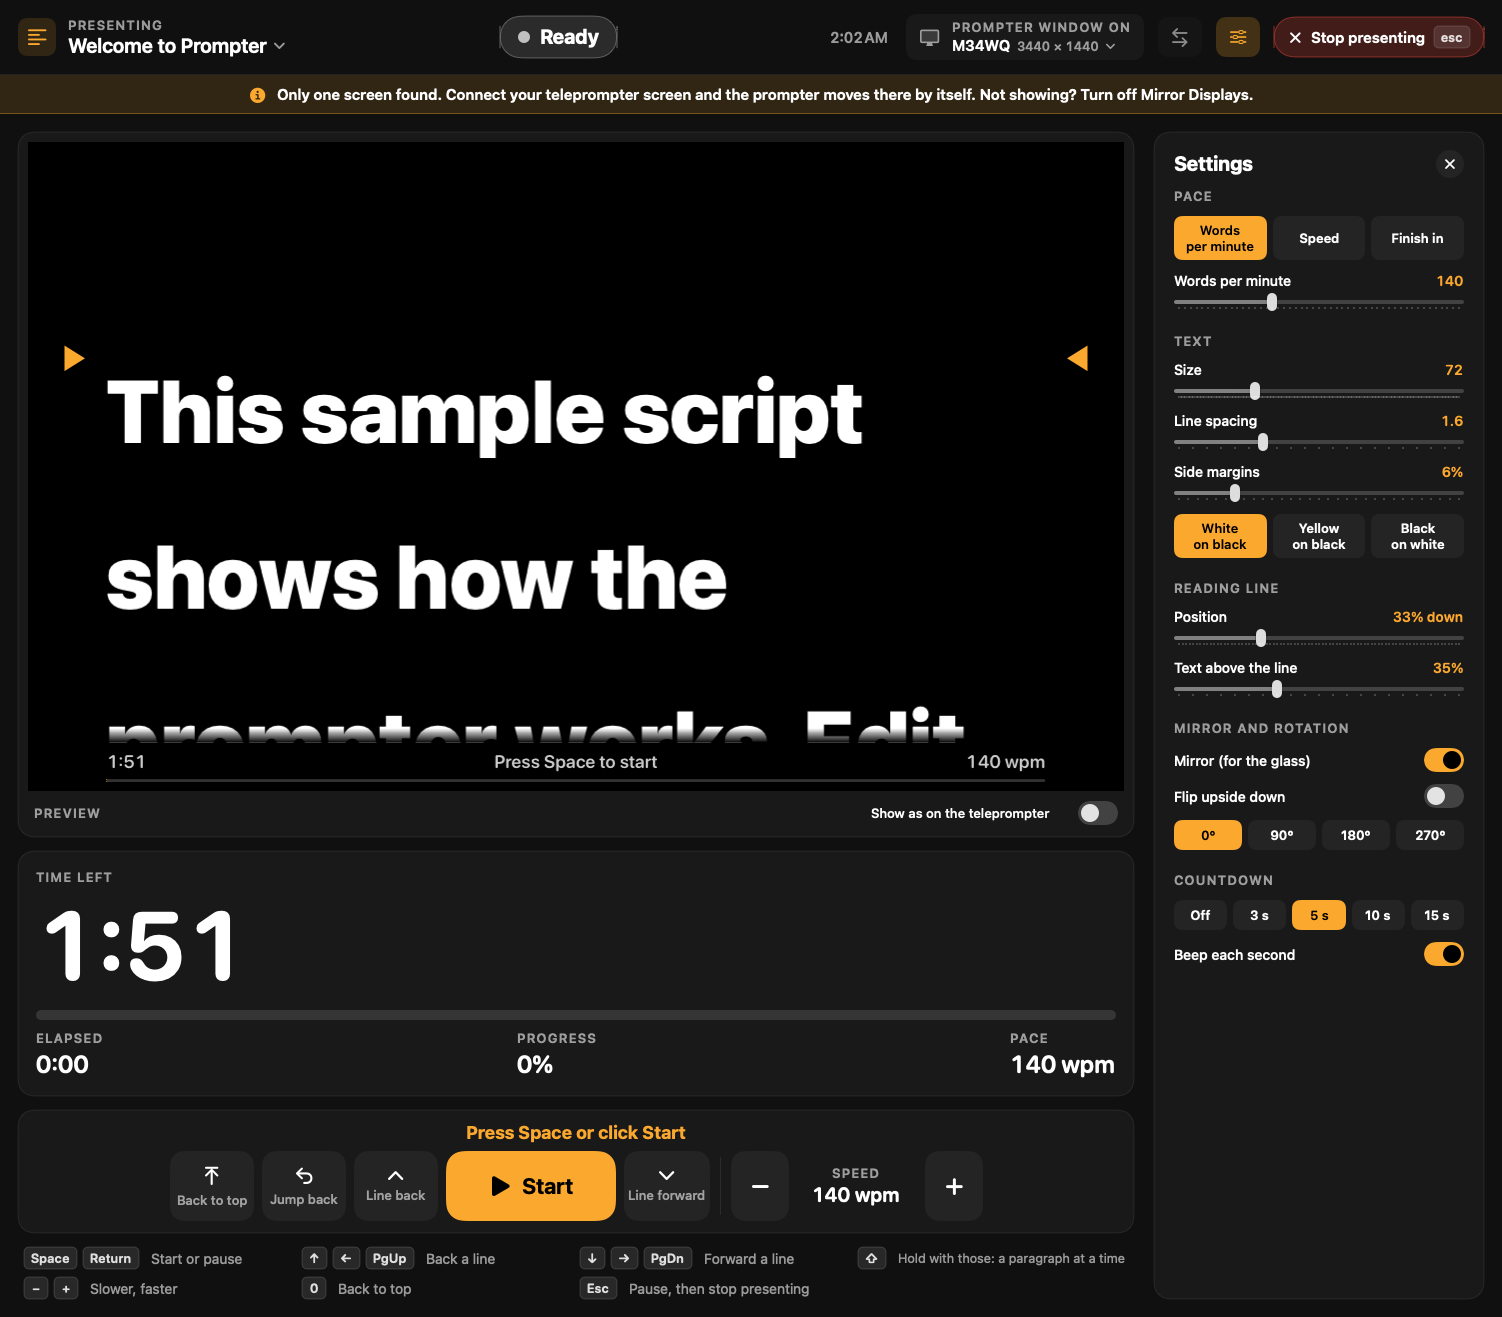 PRESENTING
Welcome to Prompter
Ready
2:02 AM
PROMPTER WINDOW ON
M34WQ 3440 × 1440
Stop presenting esc
Only one screen found. Connect your teleprompter screen and the prompter moves there by itself. Not showing? Turn off Mirror Displays.
This sample script
shows how the
prompter works. Edit
1:51 Press Space to start 140 wpm
PREVIEW
Show as on the teleprompter
TIME LEFT
1:51
ELAPSED PROGRESS PACE
0:00 0% 140 wpm
Press Space or click Start
Back to top
Jump back
Line back
Start
Line forward
−
SPEED
140 wpm
+
Space Return Start or pause
↑ ← PgUp Back a line
↓ → PgDn Forward a line
⇧ Hold with those: a paragraph at a time
− + Slower, faster
0 Back to top
Esc Pause, then stop presenting
Settings
PACE
Words
per minute
Speed
Finish in
Words per minute 140
TEXT
Size 72
Line spacing 1.6
Side margins 6%
White
on black
Yellow
on black
Black
on white
READING LINE
Position 33% down
Text above the line 35%
MIRROR AND ROTATION
Mirror (for the glass)
Flip upside down
0° 90° 180° 270°
COUNTDOWN
Off 3 s 5 s 10 s 15 s
Beep each second